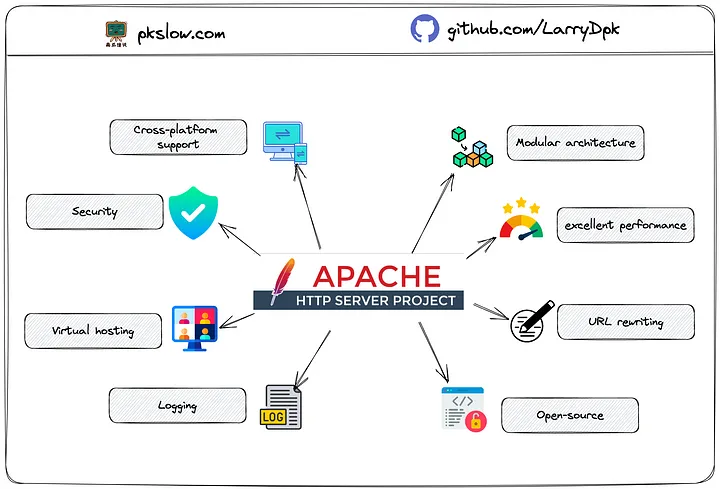 pkslow.com
github.com/LarryDpk
Cross-platform
support
Modular architecture
Security
excellent performance
APACHE
HTTP SERVER PROJECT
Virtual hosting
URL rewriting
Logging
LOG
</>
Open-source